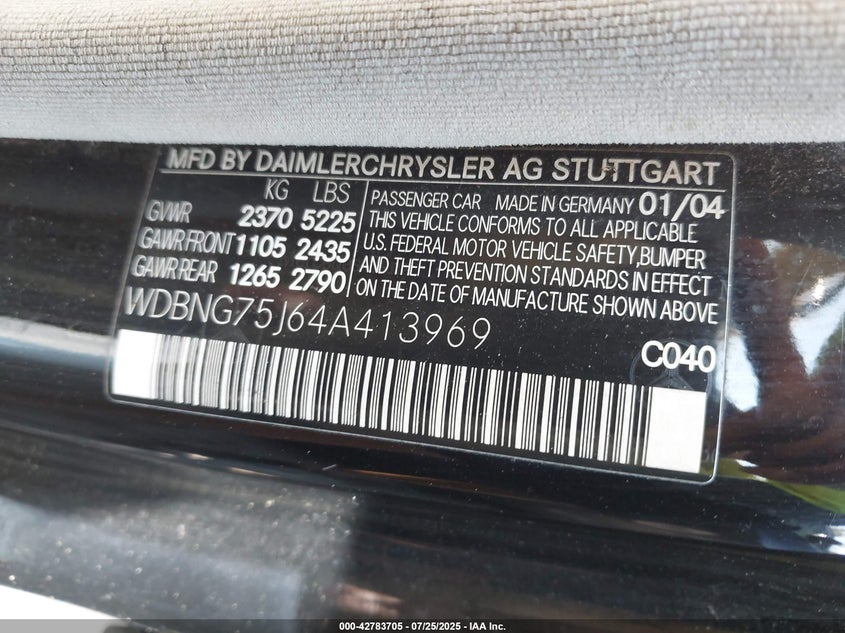 MFD BY DAIMLERCHRYSLER AG STUTTGART
KG LBS
GVWR 2370 5225
GAWR FRONT 1105 2435
GAWR REAR 1265 2790
PASSENGER CAR MADE IN GERMANY 01/04
THIS VEHICLE CONFORMS TO ALL APPLICABLE
U.S. FEDERAL MOTOR VEHICLE SAFETY, BUMPER
AND THEFT PREVENTION STANDARDS IN EFFECT
ON THE DATE OF MANUFACTURE SHOWN ABOVE
WDBNG75J64A413969
C040
000-42783705 - 07/25/2025 - IAA Inc.